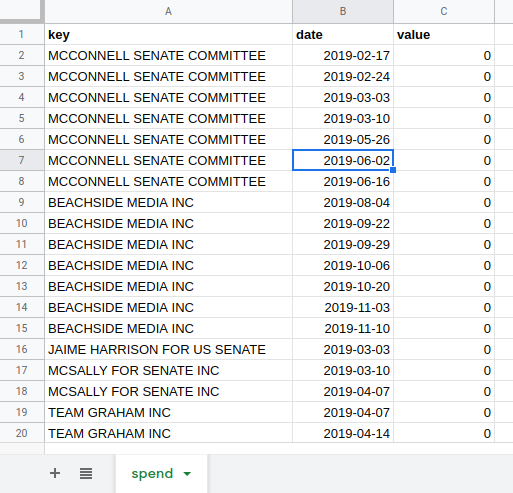 A B C
1 key date value
2 MCCONNELL SENATE COMMITTEE 2019-02-17 0
3 MCCONNELL SENATE COMMITTEE 2019-02-24 0
4 MCCONNELL SENATE COMMITTEE 2019-03-03 0
5 MCCONNELL SENATE COMMITTEE 2019-03-10 0
6 MCCONNELL SENATE COMMITTEE 2019-05-26 0
7 MCCONNELL SENATE COMMITTEE 2019-06-02 0
8 MCCONNELL SENATE COMMITTEE 2019-06-16 0
9 BEACHSIDE MEDIA INC 2019-08-04 0
10 BEACHSIDE MEDIA INC 2019-09-22 0
11 BEACHSIDE MEDIA INC 2019-09-29 0
12 BEACHSIDE MEDIA INC 2019-10-06 0
13 BEACHSIDE MEDIA INC 2019-10-20 0
14 BEACHSIDE MEDIA INC 2019-11-03 0
15 BEACHSIDE MEDIA INC 2019-11-10 0
16 JAIME HARRISON FOR US SENATE 2019-03-03 0
17 MCSALLY FOR SENATE INC 2019-03-10 0
18 MCSALLY FOR SENATE INC 2019-04-07 0
19 TEAM GRAHAM INC 2019-04-07 0
20 TEAM GRAHAM INC 2019-04-14 0
spend